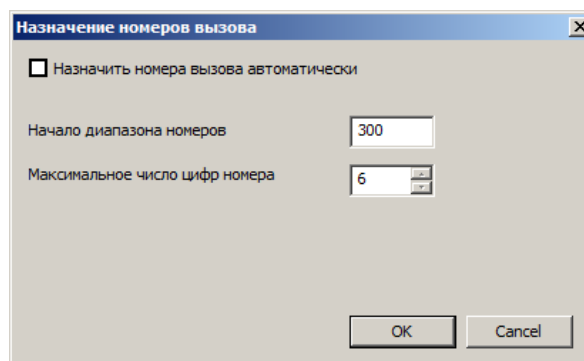 Назначение номеров вызова
Назначить номера вызова автоматически
Начало диапазона номеров 300
Максимальное число цифр номера 6
OK Cancel